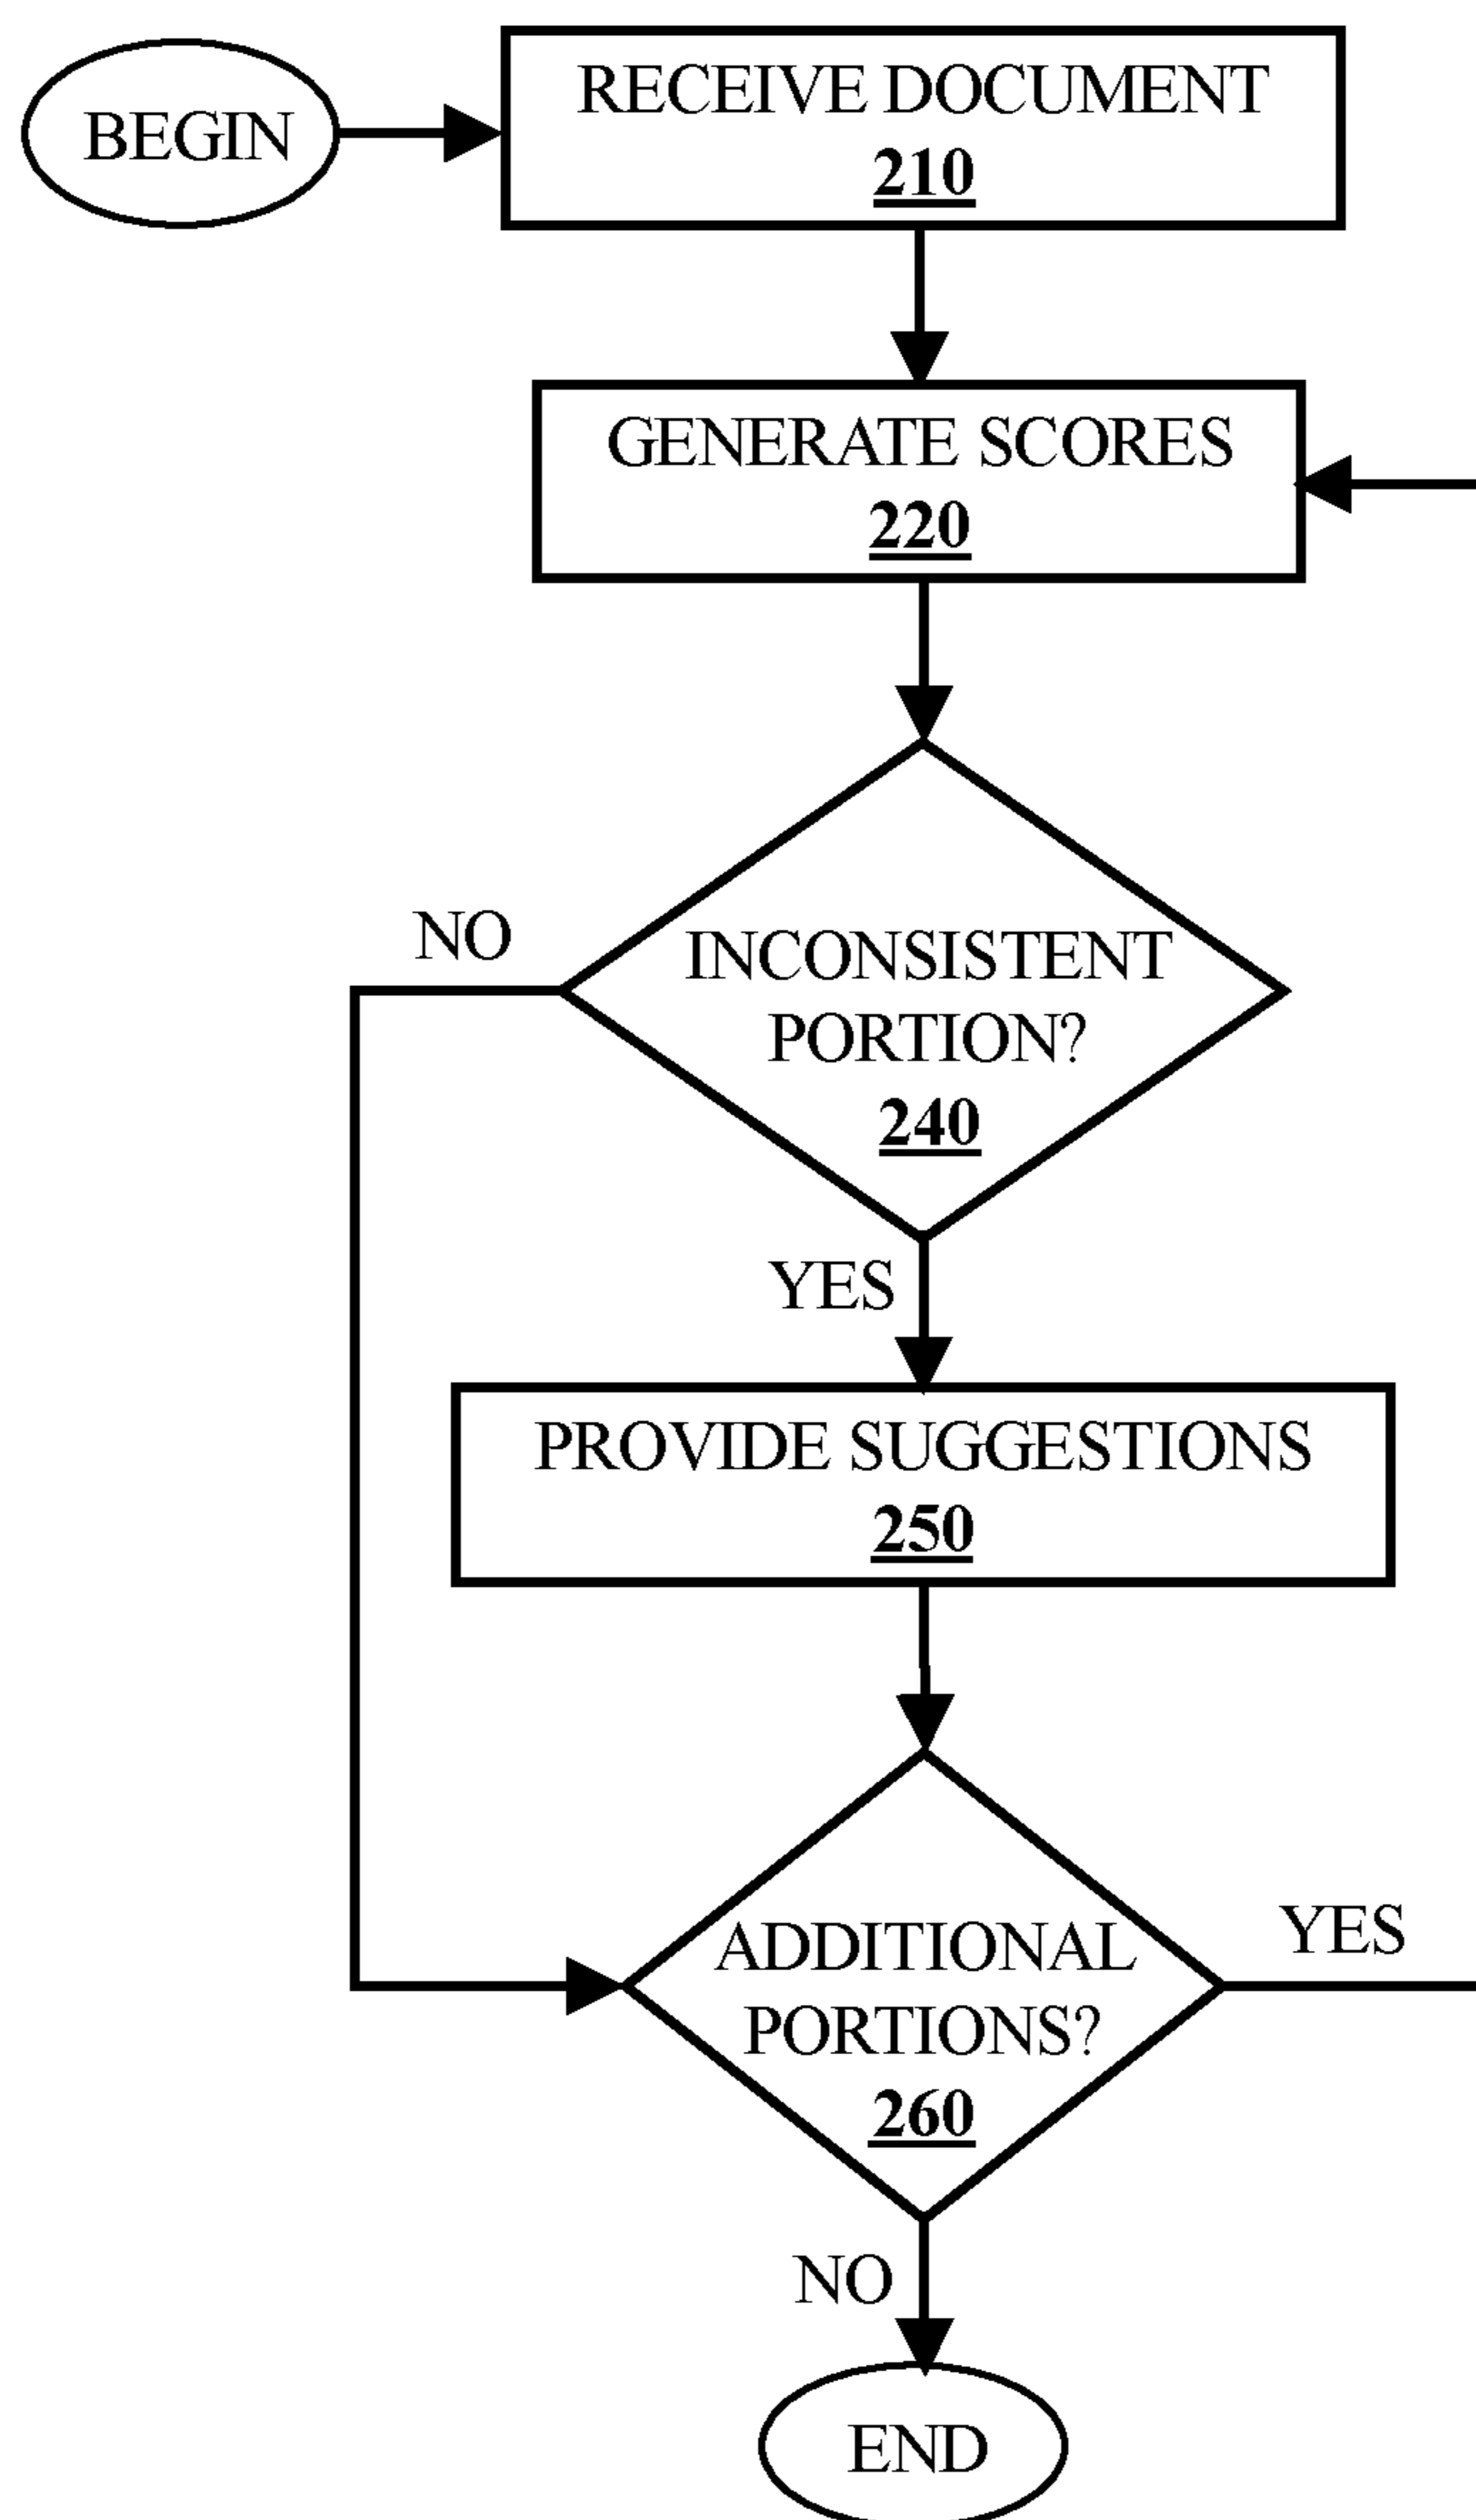 BEGIN
RECEIVE DOCUMENT
210
GENERATE SCORES
220
NO
INCONSISTENT
PORTION?
240
YES
PROVIDE SUGGESTIONS
250
ADDITIONAL
PORTIONS?
260
YES
NO
END